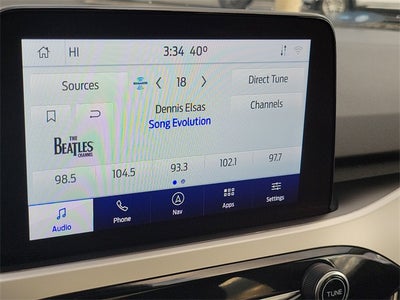 HI 3:34 40°
Sources 18 Direct Tune
Dennis Elsas Channels
Song Evolution
THE
BEATLES
CHANNEL
98.5 104.5 93.3 102.1 97.7
Audio Phone Nav Apps Settings
TUNE